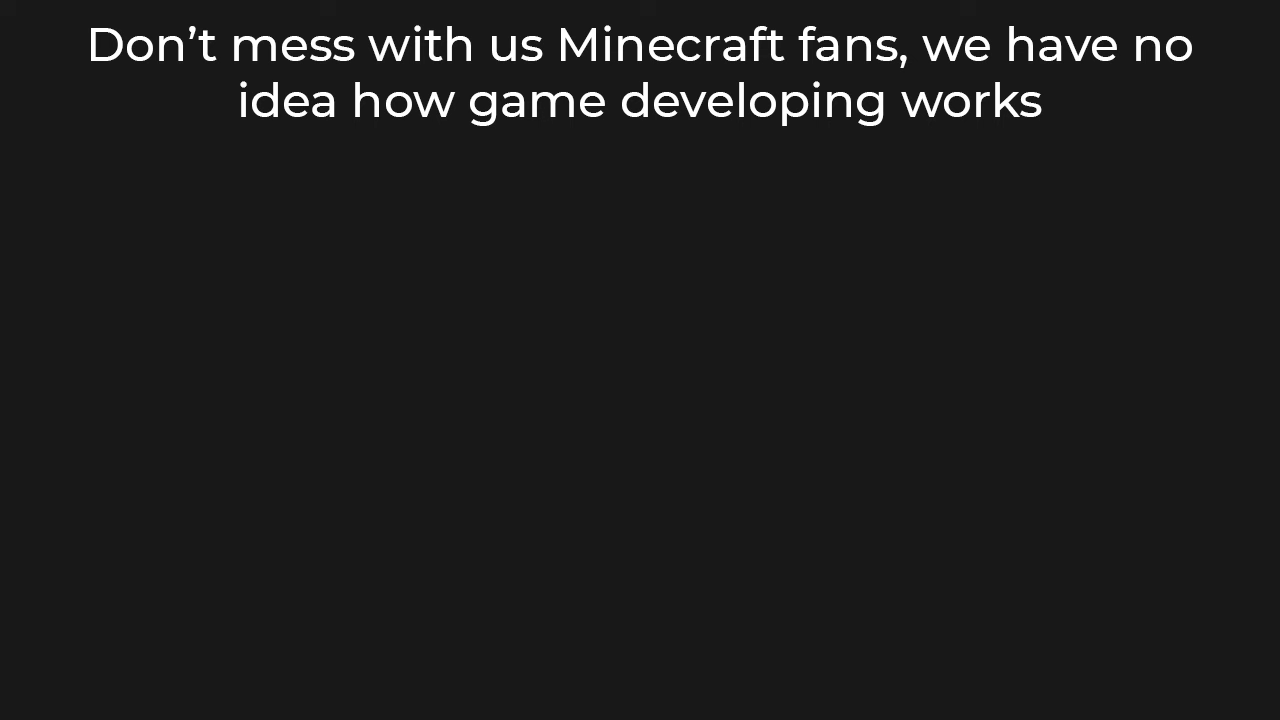 Don’t mess with us Minecraft fans, we have no
idea how game developing works